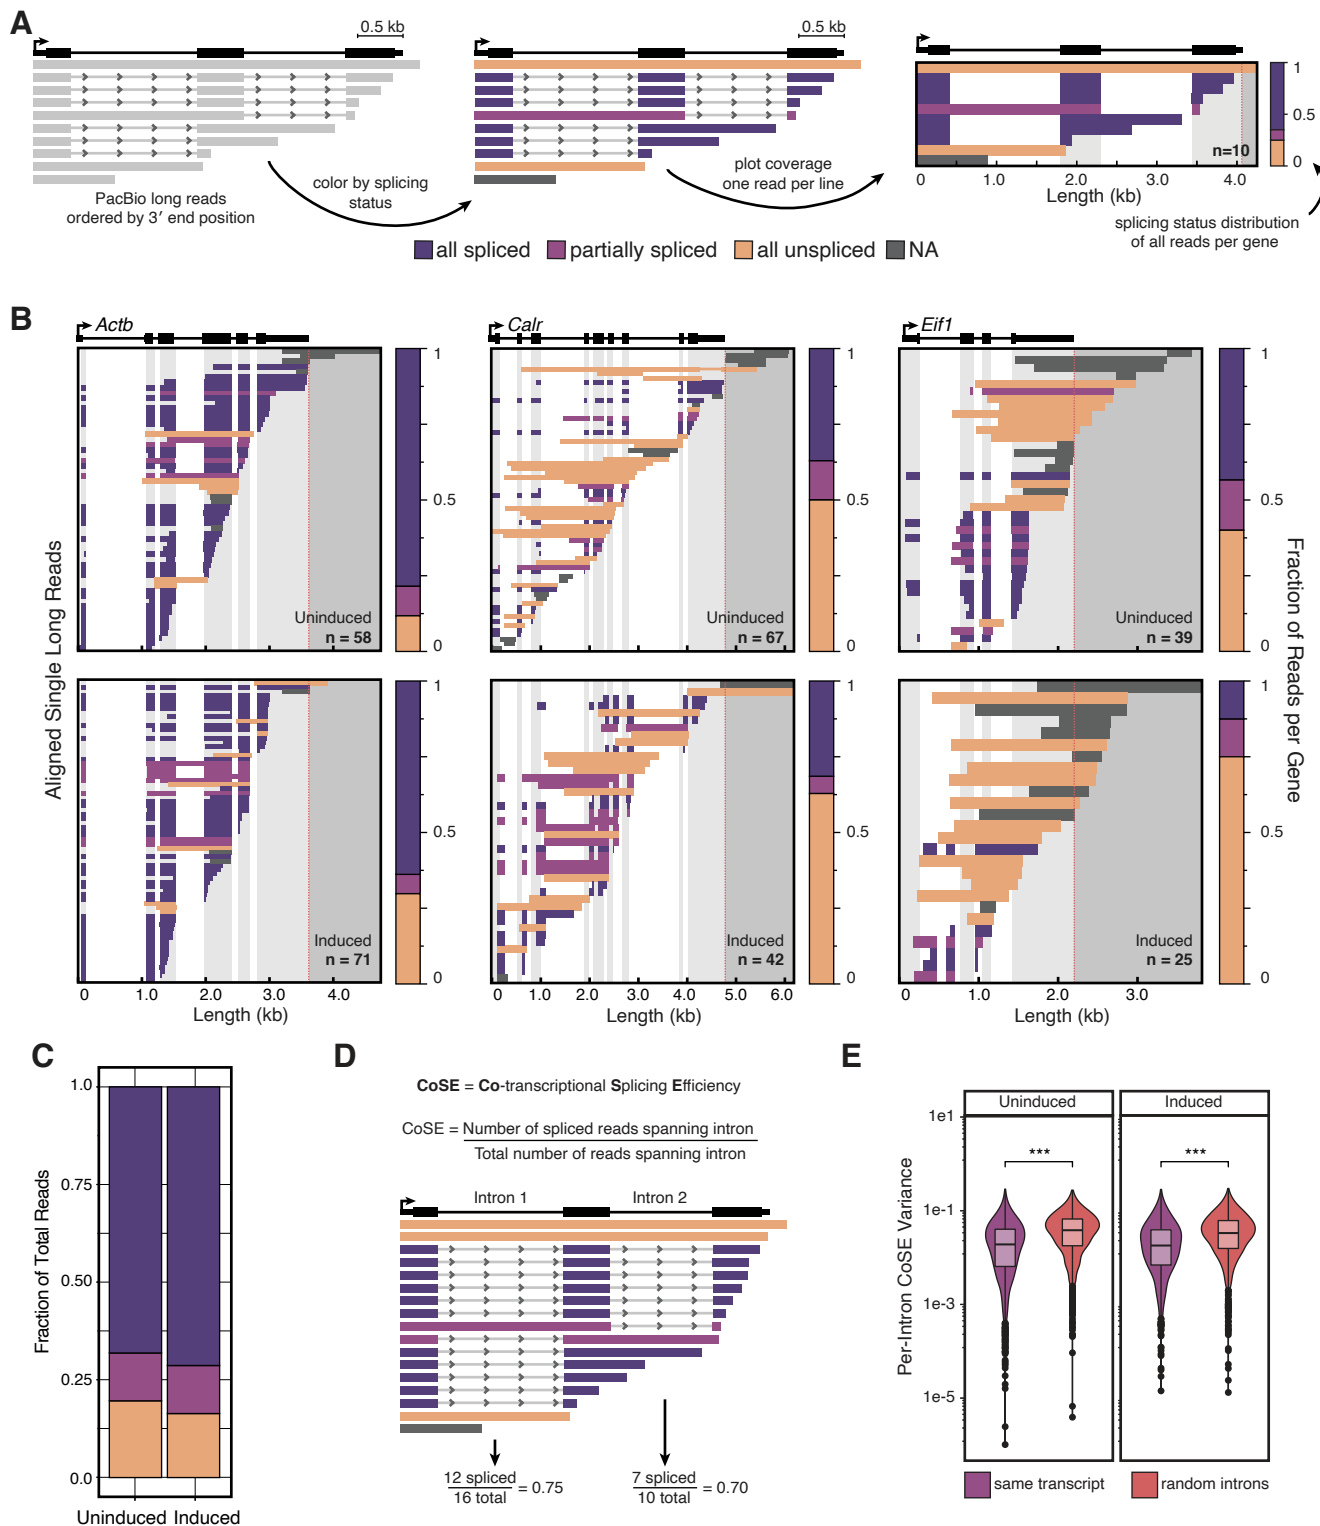 A
0.5 kb
PacBio long reads
ordered by 3′ end position
color by splicing
status
0.5 kb
plot coverage
one read per line
n=10
0
1.0
2.0
3.0
4.0
Length (kb)
1
0.5
0
splicing status distribution
of all reads per gene
all spliced
partially spliced
all unspliced
NA
B
Aligned Single Long Reads
Actb
Uninduced
n = 58
1
0.5
0
Calr
Uninduced
n = 67
1
0.5
0
Eif1
Uninduced
n = 39
1
0.5
0
Fraction of Reads per Gene
Induced
n = 71
1
0.5
0
0
1.0
2.0
3.0
4.0
Length (kb)
Induced
n = 42
1
0.5
0
0
1.0
2.0
3.0
4.0
5.0
6.0
Length (kb)
Induced
n = 25
1
0.5
0
0
1.0
2.0
3.0
Length (kb)
C
Fraction of Total Reads
1.0
0.75
0.50
0.25
0.0
Uninduced
Induced
D
CoSE = Co-transcriptional Splicing Efficiency
CoSE = Number of spliced reads spanning intron
Total number of reads spanning intron
Intron 1
Intron 2
12 spliced
16 total
= 0.75
7 spliced
10 total
= 0.70
E
Per-Intron CoSE Variance
Uninduced
Induced
1e1
1e-1
1e-3
1e-5
***
***
same transcript
random introns